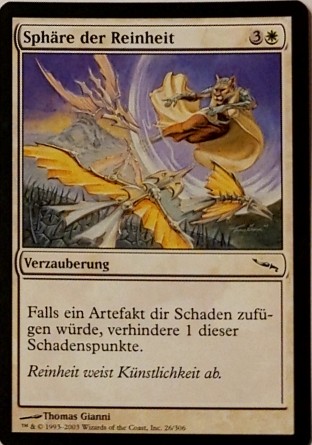 Sphäre der Reinheit 3
Verzauberung
Falls ein Artefakt dir Schaden zufü-
gen würde, verhindere 1 dieser
Schadenspunkte.
Reinheit weist Künstlichkeit ab.
Thomas Gianni
™ & © 1993-2003 Wizards of the Coast, Inc. 26/306